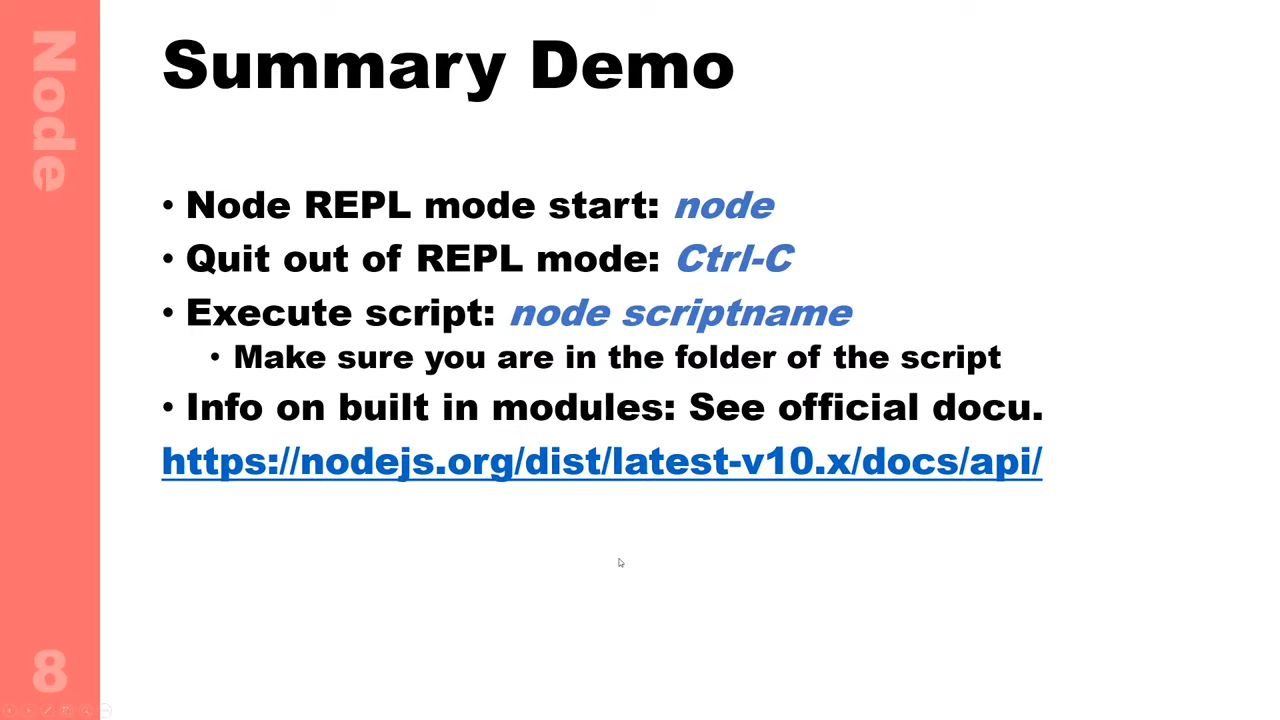 Node
Summary Demo
• Node REPL mode start: node
• Quit out of REPL mode: Ctrl-C
• Execute script: node scriptname
• Make sure you are in the folder of the script
• Info on built in modules: See official docu.
https://nodejs.org/dist/latest-v10.x/docs/api/
8